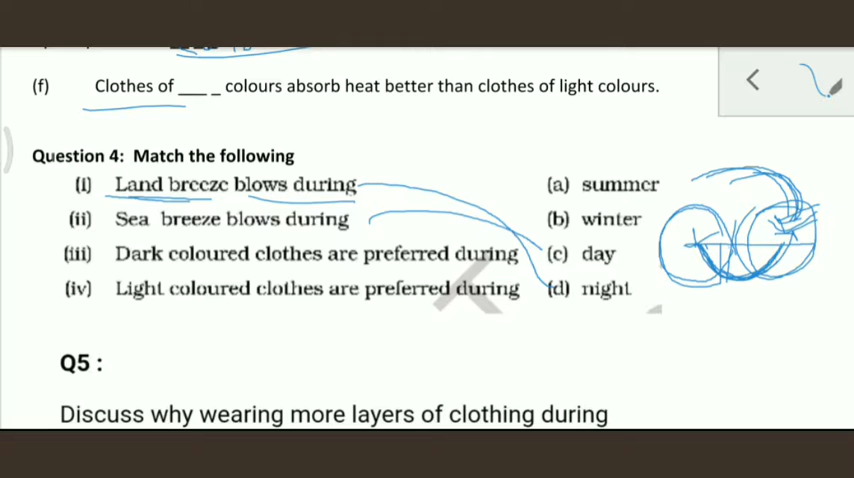 (f) Clothes of ___ _ colours absorb heat better than clothes of light colours.
Question 4: Match the following
(i) Land breeze blows during (a) summer
(ii) Sea breeze blows during (b) winter
(iii) Dark coloured clothes are preferred during (c) day
(iv) Light coloured clothes are preferred during (d) night
Q5 :
Discuss why wearing more layers of clothing during